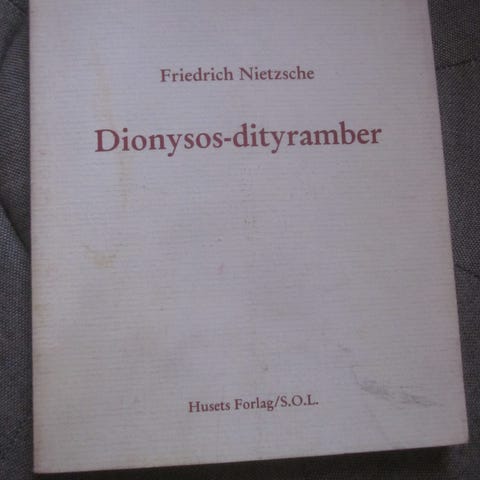 Friedrich Nietzsche
Dionysos-dityramber
Husets Forlag/S.O.L.